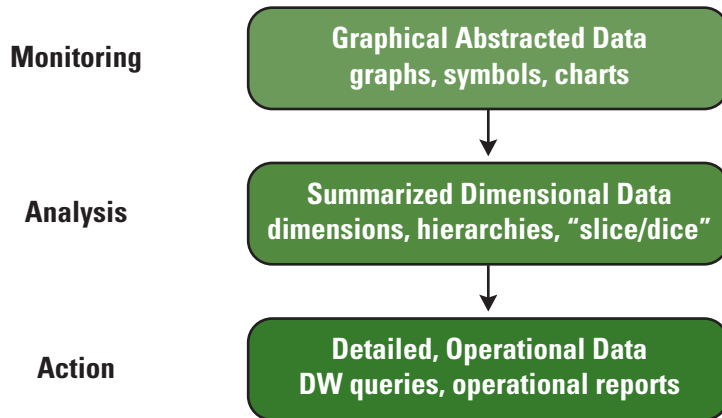 Monitoring
Graphical Abstracted Data
graphs, symbols, charts
Analysis
Summarized Dimensional Data
dimensions, hierarchies, “slice/dice”
Action
Detailed, Operational Data
DW queries, operational reports